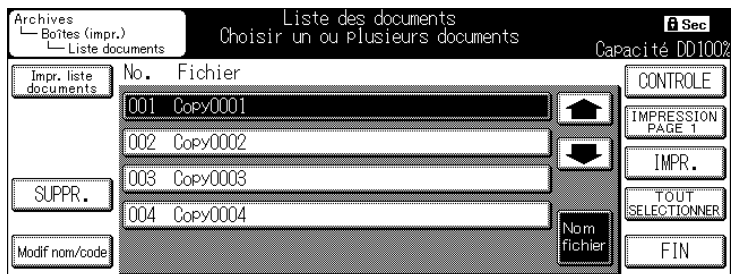 Archives
Boîtes (impr.)
Liste documents
Liste des documents
Choisir un ou plusieurs documents
Sec
Capacité DD100%
Impr. liste
documents
SUPPR.
Modif nom/code
No. Fichier
001 Copy0001
002 Copy0002
003 Copy0003
004 Copy0004
Nom
fichier
CONTROLE
IMPRESSION
PAGE 1
IMPR.
TOUT
SELECTIONNER
FIN